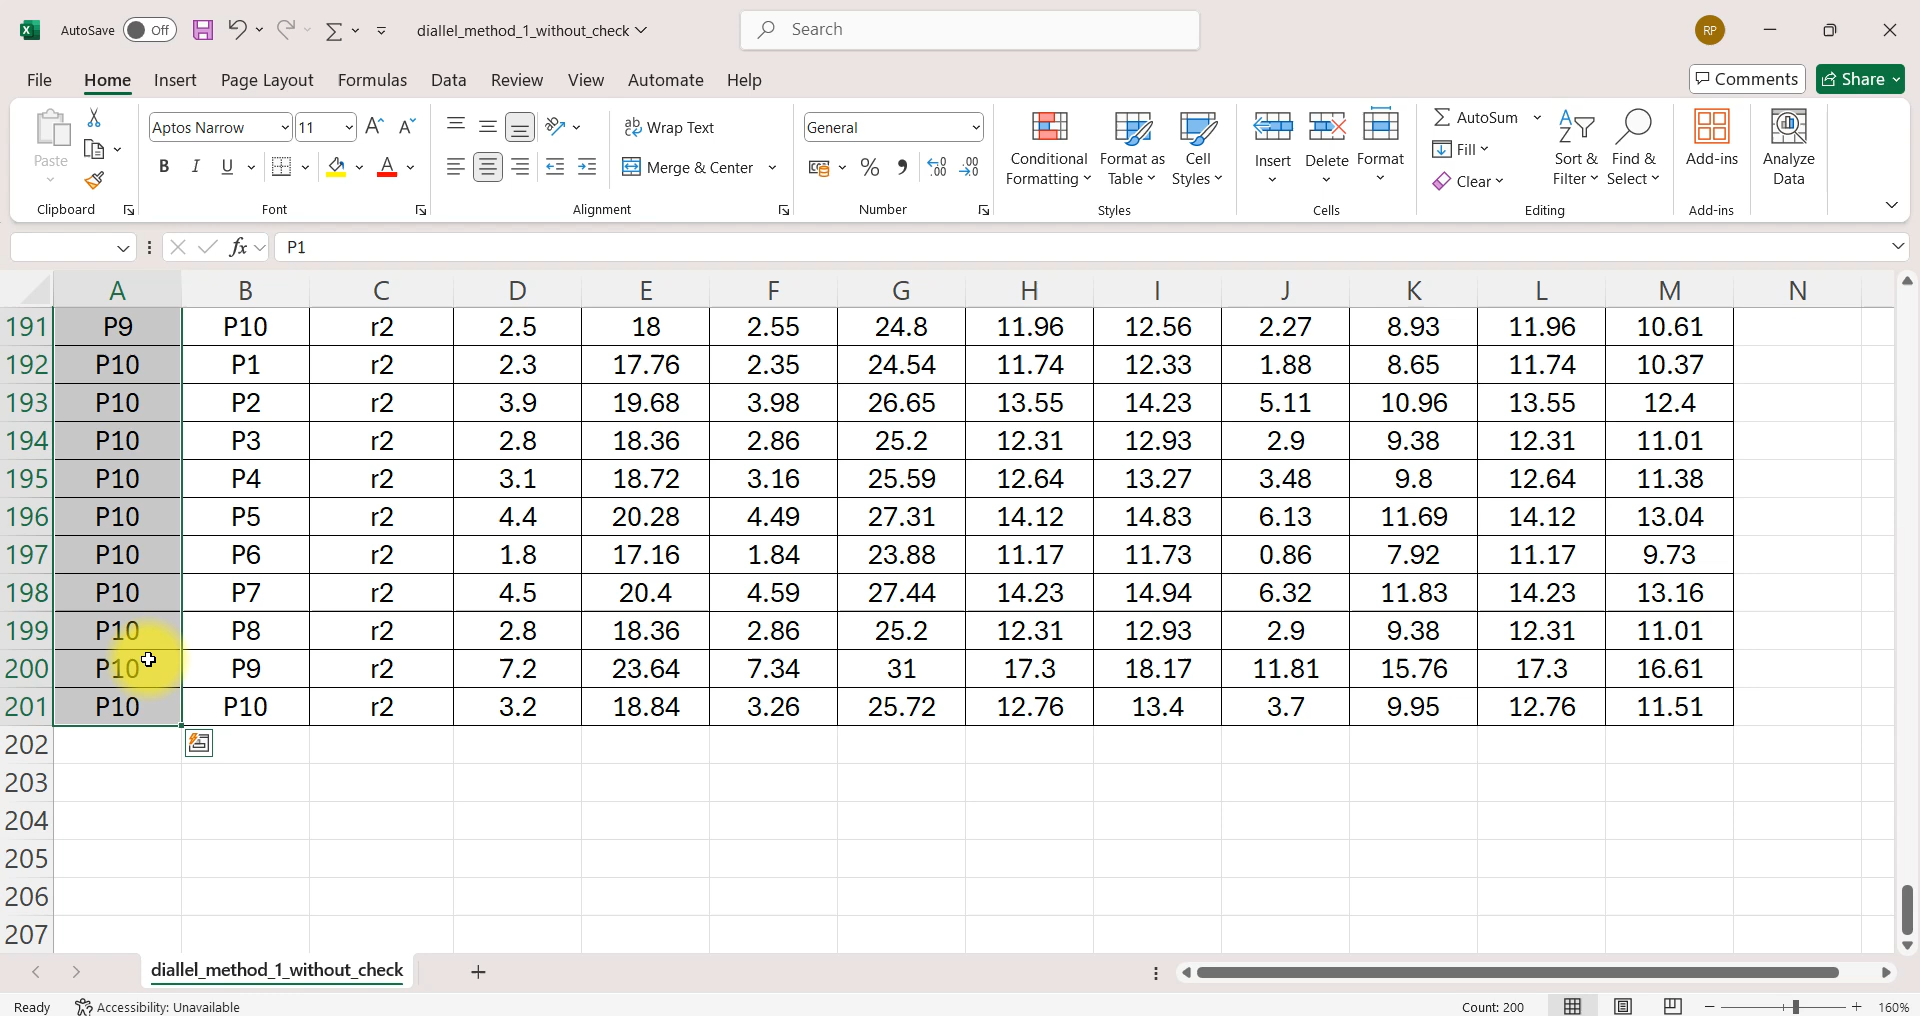 AutoSave Off diallel_method_1_without_check Search RP
File Home Insert Page Layout Formulas Data Review View Automate Help Comments Share
Paste Aptos Narrow 11 Wrap Text General Conditional Formatting Format as Table Cell Styles Insert Delete Format AutoSum Fill Clear Sort & Filter Find & Select Add-ins Analyze Data
B I U A Merge & Center % 9
Clipboard Font Alignment Number Styles Cells Editing Add-ins
fx P1
A B C D E F G H I J K L M N
191 P9 P10 r2 2.5 18 2.55 24.8 11.96 12.56 2.27 8.93 11.96 10.61
192 P10 P1 r2 2.3 17.76 2.35 24.54 11.74 12.33 1.88 8.65 11.74 10.37
193 P10 P2 r2 3.9 19.68 3.98 26.65 13.55 14.23 5.11 10.96 13.55 12.4
194 P10 P3 r2 2.8 18.36 2.86 25.2 12.31 12.93 2.9 9.38 12.31 11.01
195 P10 P4 r2 3.1 18.72 3.16 25.59 12.64 13.27 3.48 9.8 12.64 11.38
196 P10 P5 r2 4.4 20.28 4.49 27.31 14.12 14.83 6.13 11.69 14.12 13.04
197 P10 P6 r2 1.8 17.16 1.84 23.88 11.17 11.73 0.86 7.92 11.17 9.73
198 P10 P7 r2 4.5 20.4 4.59 27.44 14.23 14.94 6.32 11.83 14.23 13.16
199 P10 P8 r2 2.8 18.36 2.86 25.2 12.31 12.93 2.9 9.38 12.31 11.01
200 P10 P9 r2 7.2 23.64 7.34 31 17.3 18.17 11.81 15.76 17.3 16.61
201 P10 P10 r2 3.2 18.84 3.26 25.72 12.76 13.4 3.7 9.95 12.76 11.51
202
203
204
205
206
207
diallel_method_1_without_check
Ready Accessibility: Unavailable Count: 200 160%